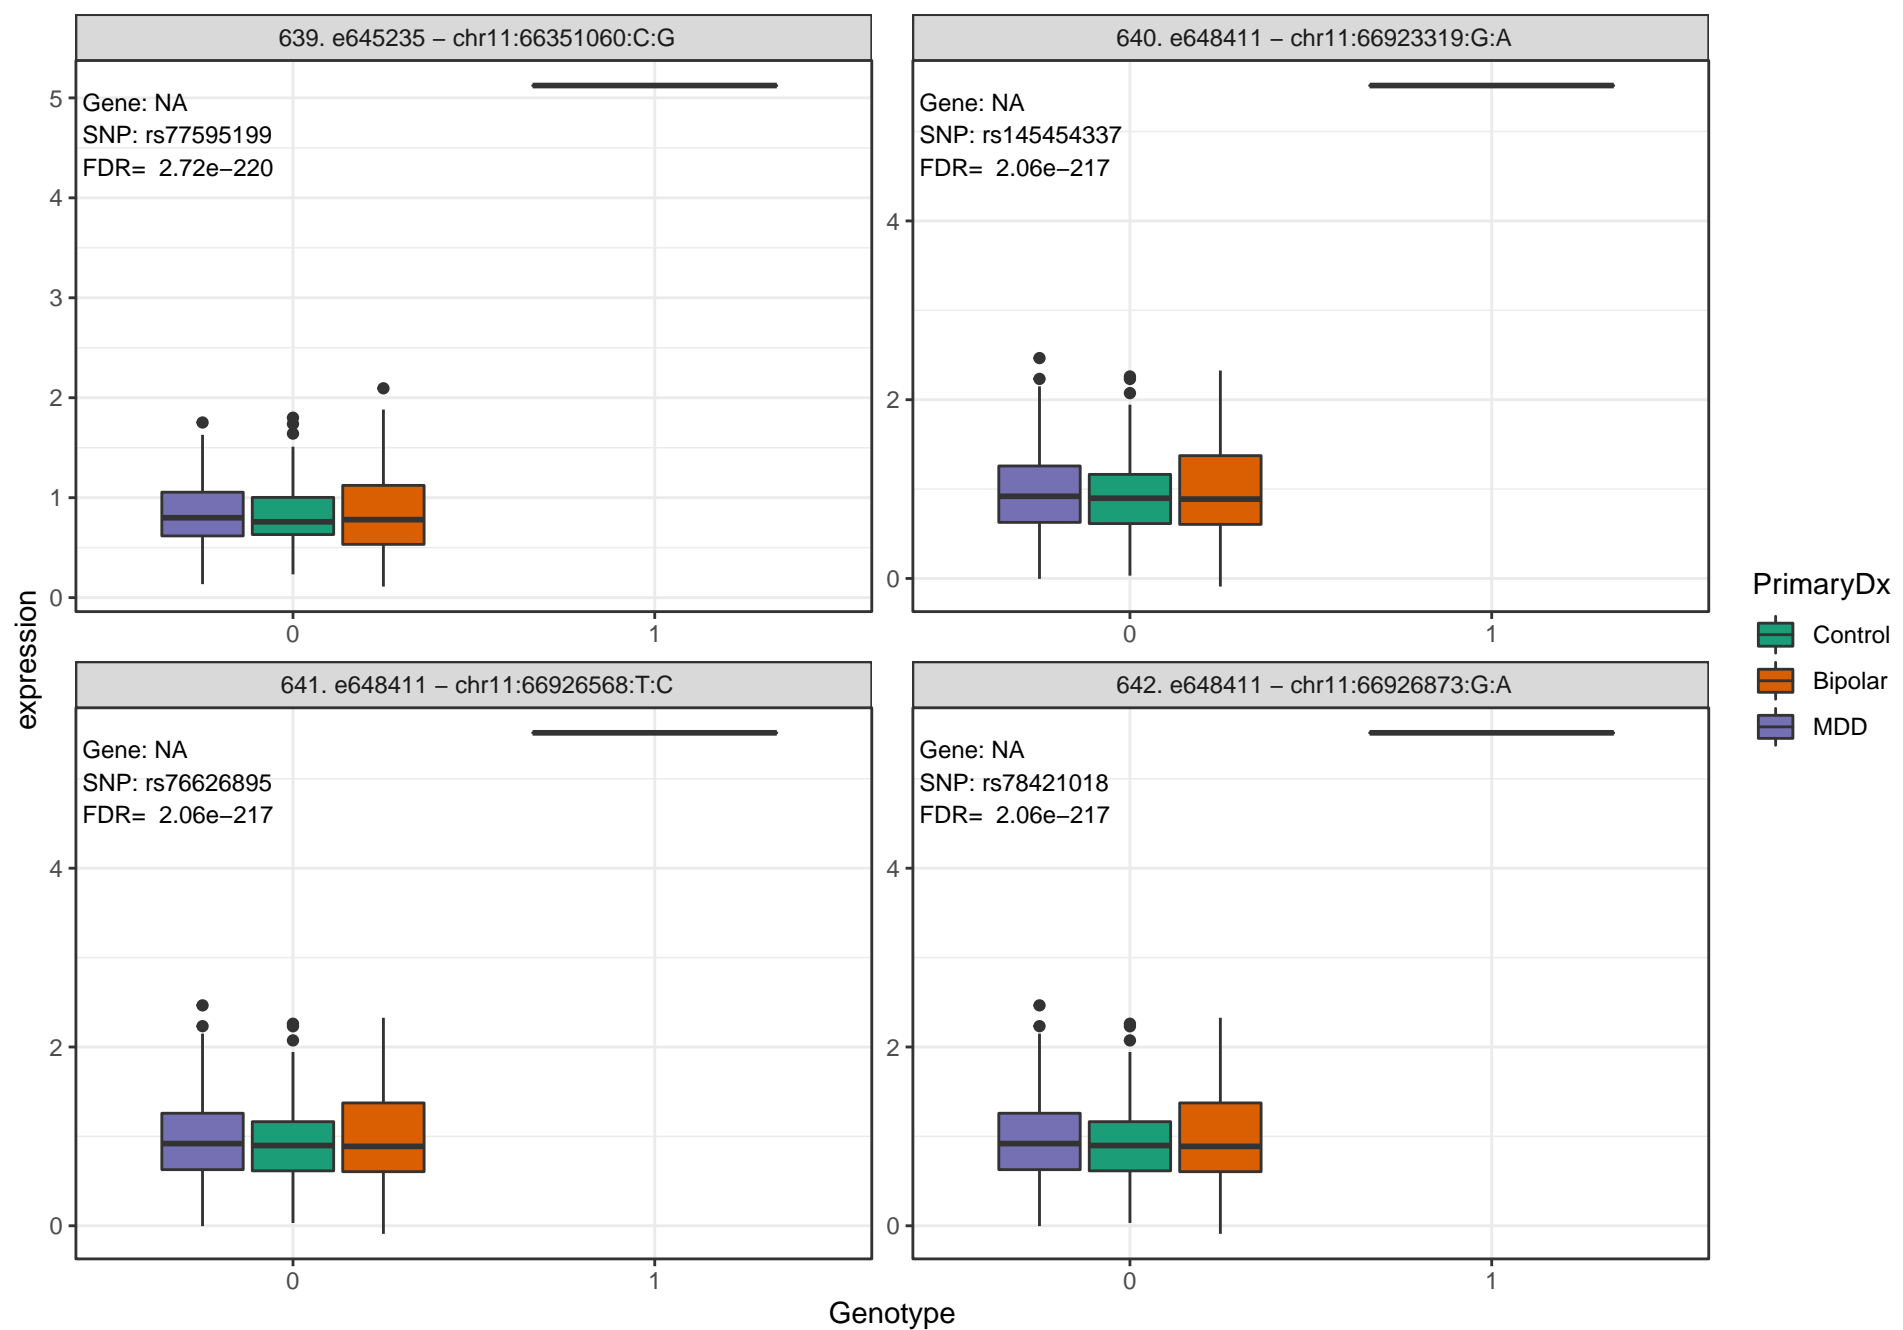 639. e645235 − chr11:66351060:C:G
Gene: NA
SNP: rs77595199
FDR= 2.72e−220
5
4
3
2
1
0
0
1
640. e648411 − chr11:66923319:G:A
Gene: NA
SNP: rs145454337
FDR= 2.06e−217
4
2
0
0
1
641. e648411 − chr11:66926568:T:C
Gene: NA
SNP: rs76626895
FDR= 2.06e−217
4
2
0
0
1
642. e648411 − chr11:66926873:G:A
Gene: NA
SNP: rs78421018
FDR= 2.06e−217
4
2
0
0
1
expression
Genotype
PrimaryDx
Control
Bipolar
MDD